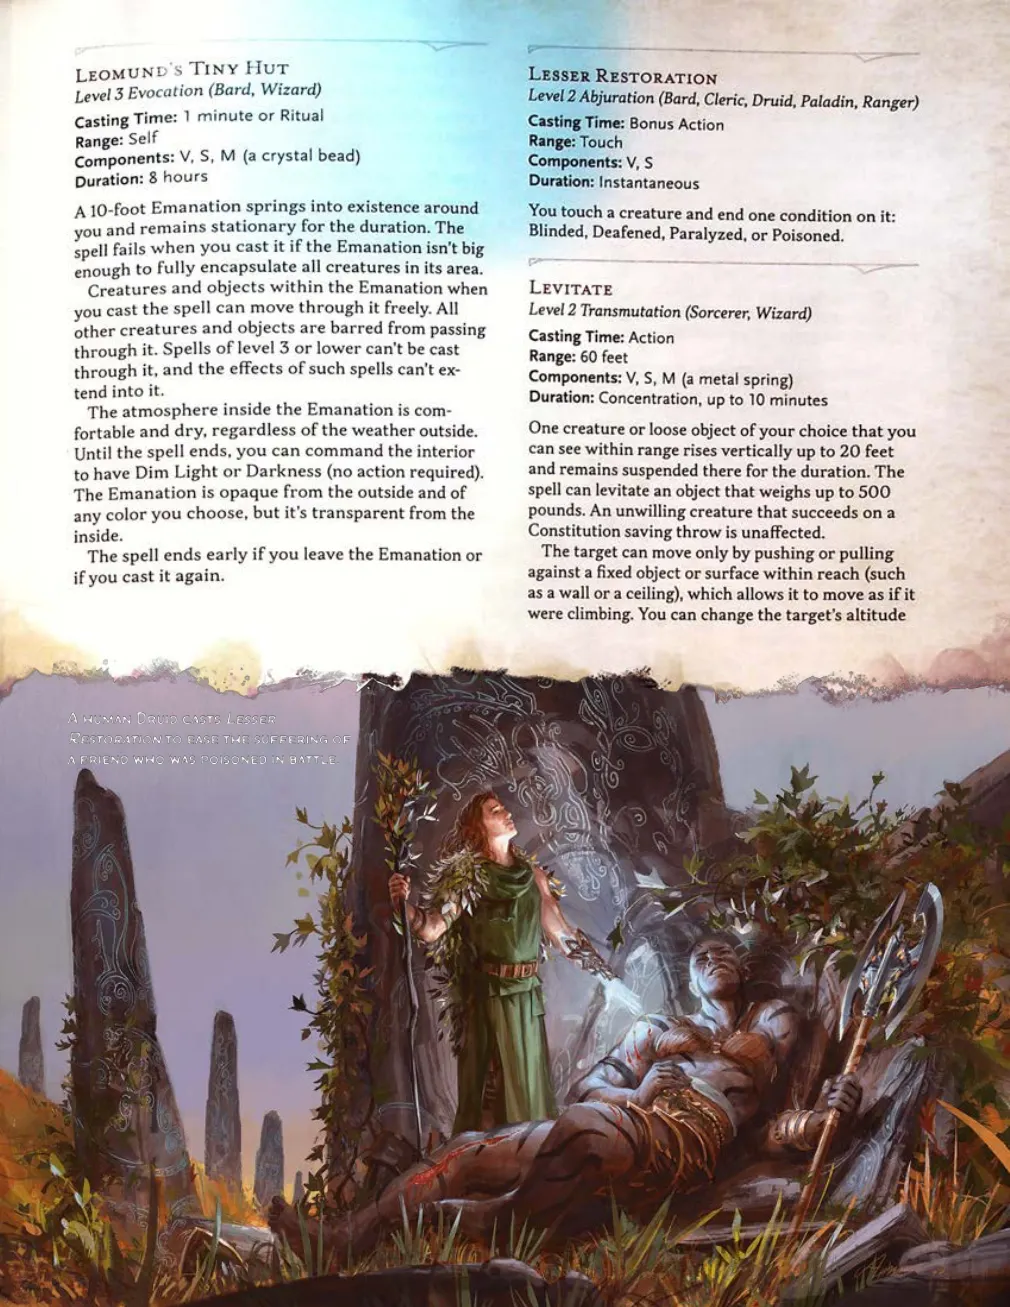 Leomund's Tiny Hut
Level 3 Evocation (Bard, Wizard)
Casting Time: 1 minute or Ritual
Range: Self
Components: V, S, M (a crystal bead)
Duration: 8 hours
A 10-foot Emanation springs into existence around
you and remains stationary for the duration. The
spell fails when you cast it if the Emanation isn't big
enough to fully encapsulate all creatures in its area.
Creatures and objects within the Emanation when
you cast the spell can move through it freely. All
other creatures and objects are barred from passing
through it. Spells of level 3 or lower can't be cast
through it, and the effects of such spells can't ex-
tend into it.
The atmosphere inside the Emanation is com-
fortable and dry, regardless of the weather outside.
Until the spell ends, you can command the interior
to have Dim Light or Darkness (no action required).
The Emanation is opaque from the outside and of
any color you choose, but it's transparent from the
inside.
The spell ends early if you leave the Emanation or
if you cast it again.
Lesser Restoration
Level 2 Abjuration (Bard, Cleric, Druid, Paladin, Ranger)
Casting Time: Bonus Action
Range: Touch
Components: V, S
Duration: Instantaneous
You touch a creature and end one condition on it:
Blinded, Deafened, Paralyzed, or Poisoned.
Levitate
Level 2 Transmutation (Sorcerer, Wizard)
Casting Time: Action
Range: 60 feet
Components: V, S, M (a metal spring)
Duration: Concentration, up to 10 minutes
One creature or loose object of your choice that you
can see within range rises vertically up to 20 feet
and remains suspended there for the duration. The
spell can levitate an object that weighs up to 500
pounds. An unwilling creature that succeeds on a
Constitution saving throw is unaffected.
The target can move only by pushing or pulling
against a fixed object or surface within reach (such
as a wall or a ceiling), which allows it to move as if it
were climbing. You can change the target's altitude
A human Druid casts Lesser
Restoration to ease the suffering of
a friend who was poisoned in battle